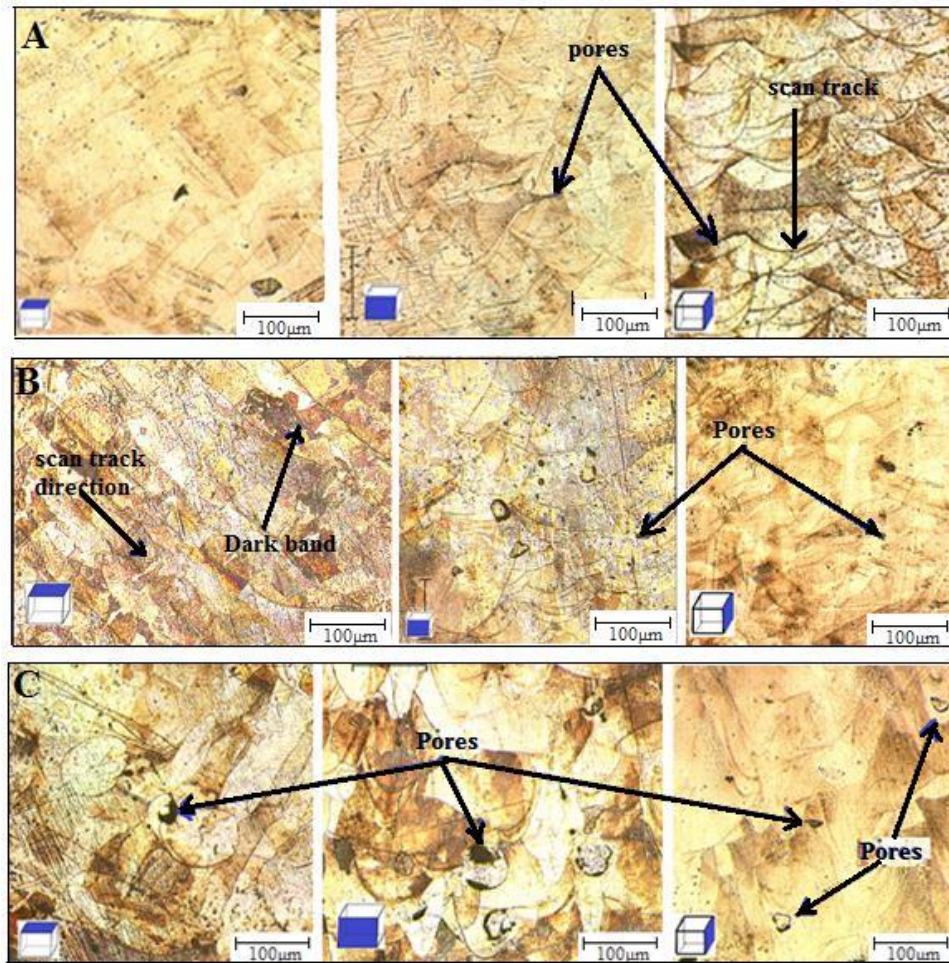 A
pores
scan track
100μm
100μm
100μm
B
scan track
direction
Dark band
Pores
100μm
100μm
100μm
C
Pores
Pores
100μm
100μm
100μm